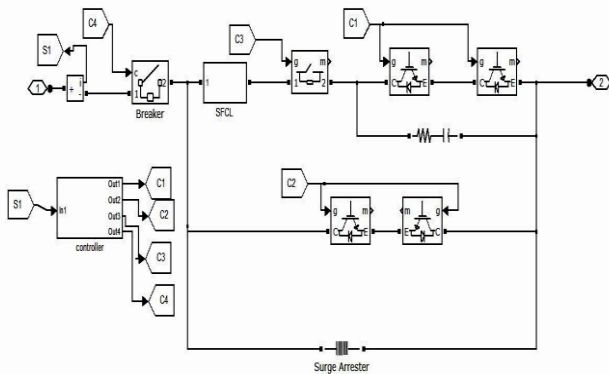 C4
S1
1
i
+
-
c
1
2
Breaker
1
SFCL
C3
g
m
1
2
C1
g
m
C
E
g
m
C
E
2
C2
g
m
C
E
m
g
E
C
S1
In1
Out1
Out2
Out3
Out4
controller
C1
C2
C3
C4
Surge Arrester